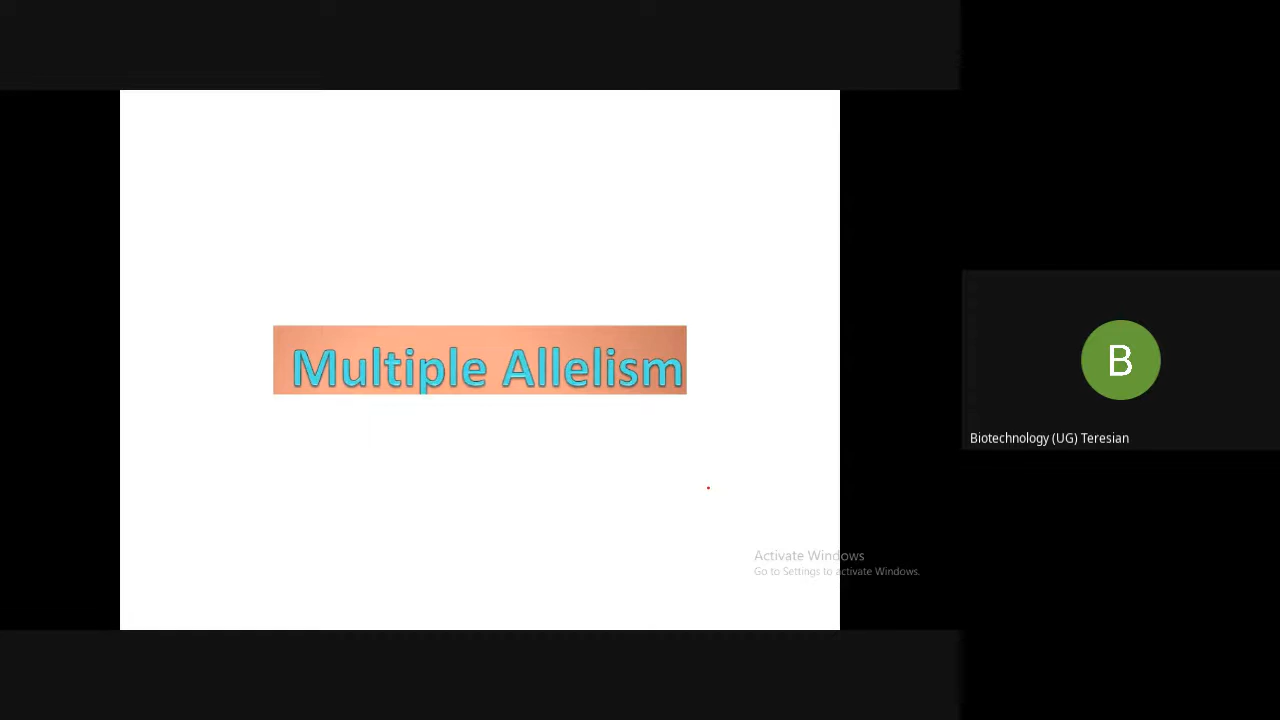 Multiple Allelism
Activate Windows
Go to Settings to activate Windows.
B
Biotechnology (UG) Teresian